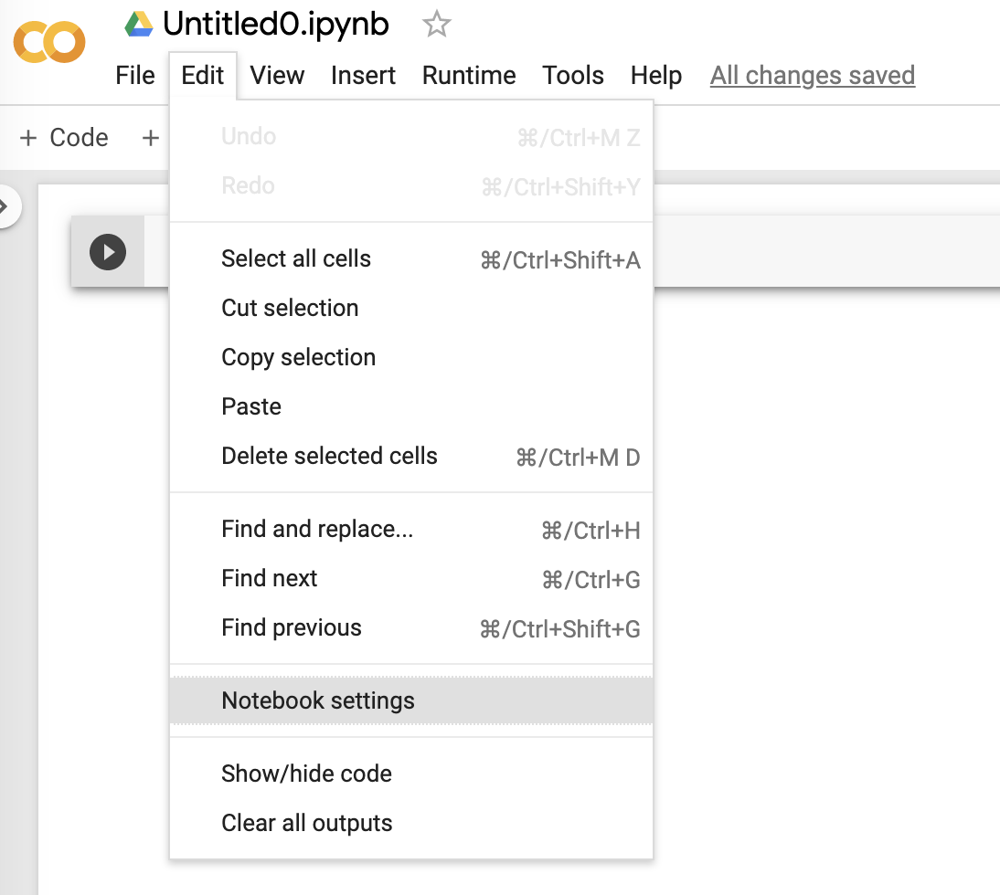 Untitled0.ipynb
File Edit View Insert Runtime Tools Help All changes saved
+ Code +
Undo ⌘/Ctrl+M Z
Redo ⌘/Ctrl+Shift+Y
Select all cells ⌘/Ctrl+Shift+A
Cut selection
Copy selection
Paste
Delete selected cells ⌘/Ctrl+M D
Find and replace... ⌘/Ctrl+H
Find next ⌘/Ctrl+G
Find previous ⌘/Ctrl+Shift+G
Notebook settings
Show/hide code
Clear all outputs